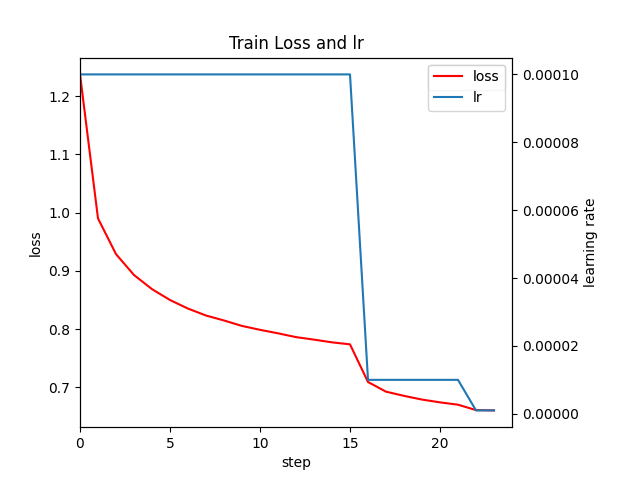 Train Loss and lr
loss
lr
1.2
1.1
1.0
0.9
0.8
0.7
loss
0.00010
0.00008
0.00006
0.00004
0.00002
0.00000
learning rate
0 5 10 15 20
step